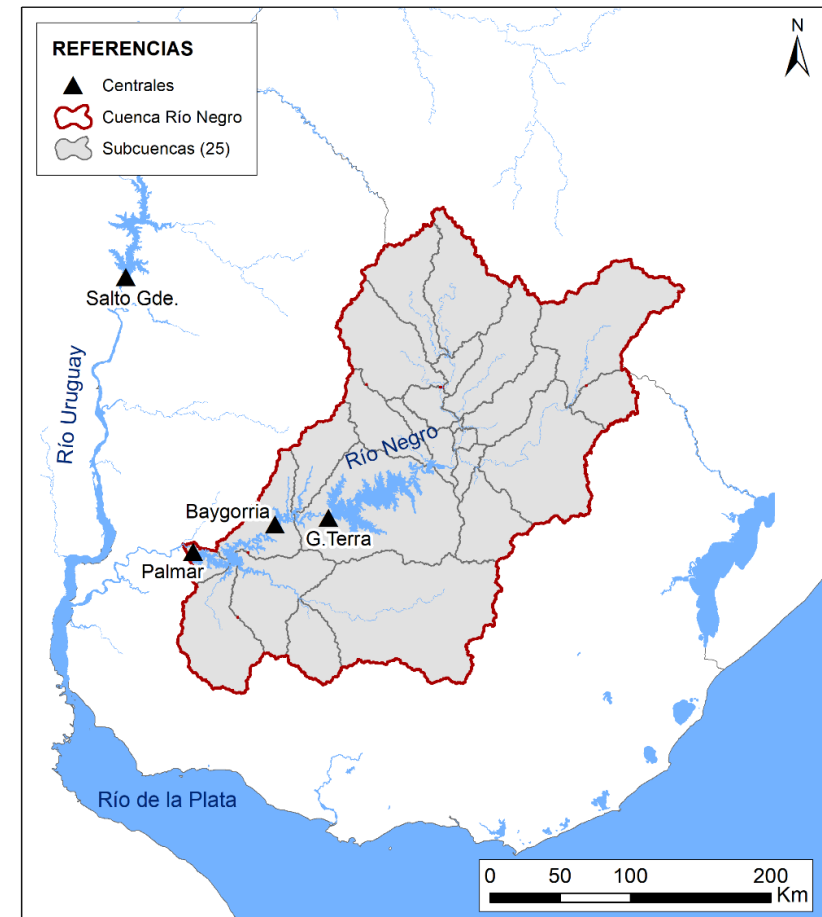 REFERENCIAS
Centrales
Cuenca Río Negro
Subcuencas (25)
N
Salto Gde.
Río Uruguay
Río Negro
Baygorria
G.Terra
Palmar
Río de la Plata
0 50 100 200
Km